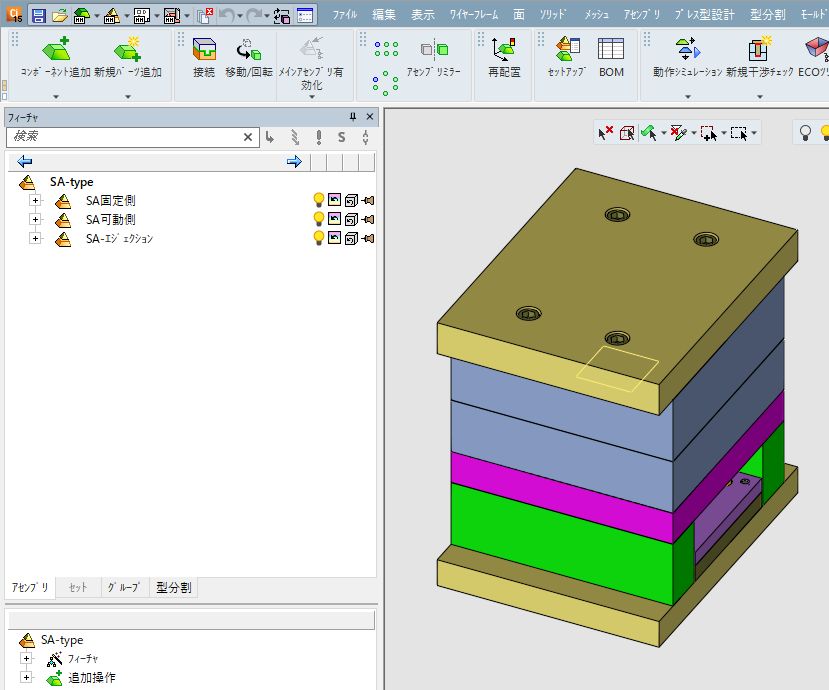 15
ファイル 編集 表示 ワイヤーフレーム 面 ソリッド メッシュ アセンブリ プレス型設計 型分割 モールド
コンポーネント追加 新規パーツ追加 接続 移動/回転 メインアセンブリ有効化 アセンブリミラー 再配置 セットアップ BOM 動作シミュレーション 新規干渉チェック ECOツ
フィーチャ
検索
S
SA-type
SA固定側
SA可動側
SA-エジェクション
アセンブリ セット グループ 型分割
SA-type
フィーチャ
追加操作